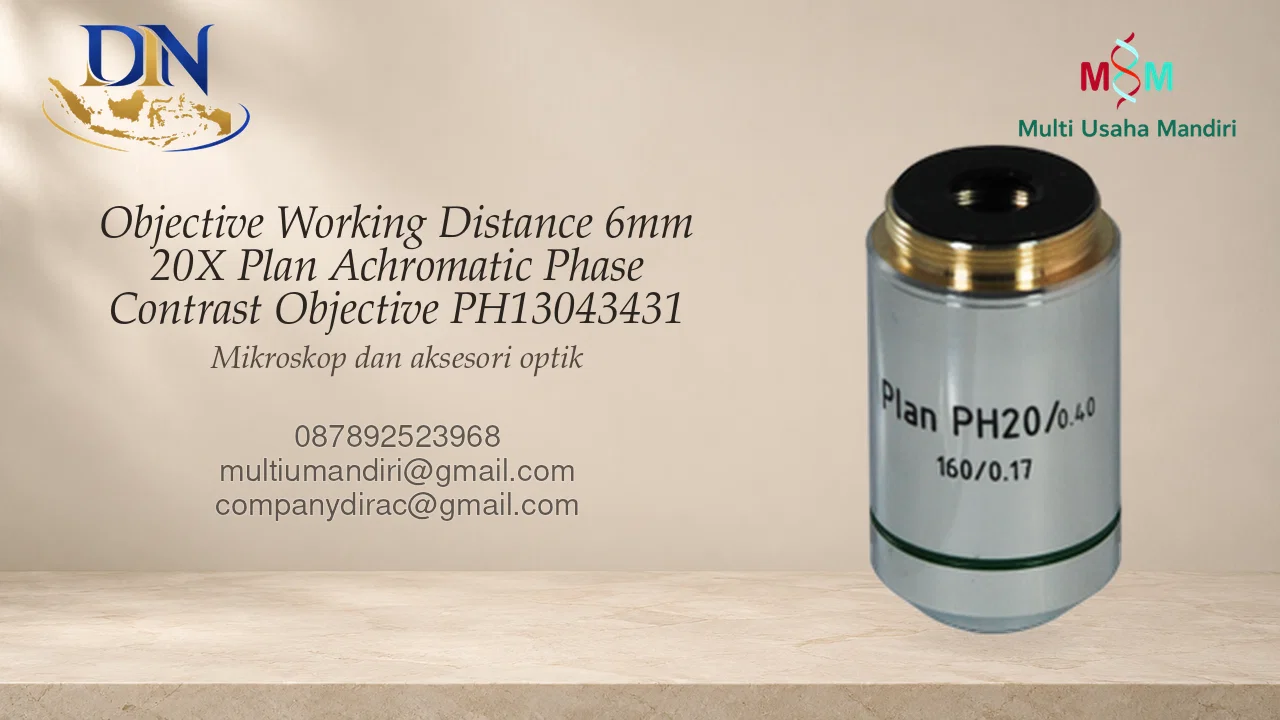 DN
M M
Multi Usaha Mandiri
Objective Working Distance 6mm
20X Plan Achromatic Phase
Contrast Objective PH13043431
Mikroskop dan aksesori optik
087892523968
multiumandiri@gmail.com
companydirac@gmail.com
Plan PH20/0.40
160/0.17